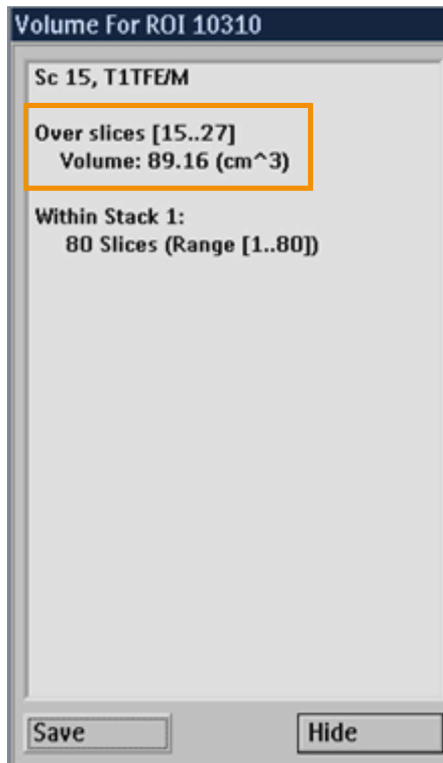 Volume For ROI 10310
Sc 15, T1TFE/M
Over slices [15..27]
Volume: 89.16 (cm^3)
Within Stack 1:
80 Slices (Range [1..80])
Save
Hide